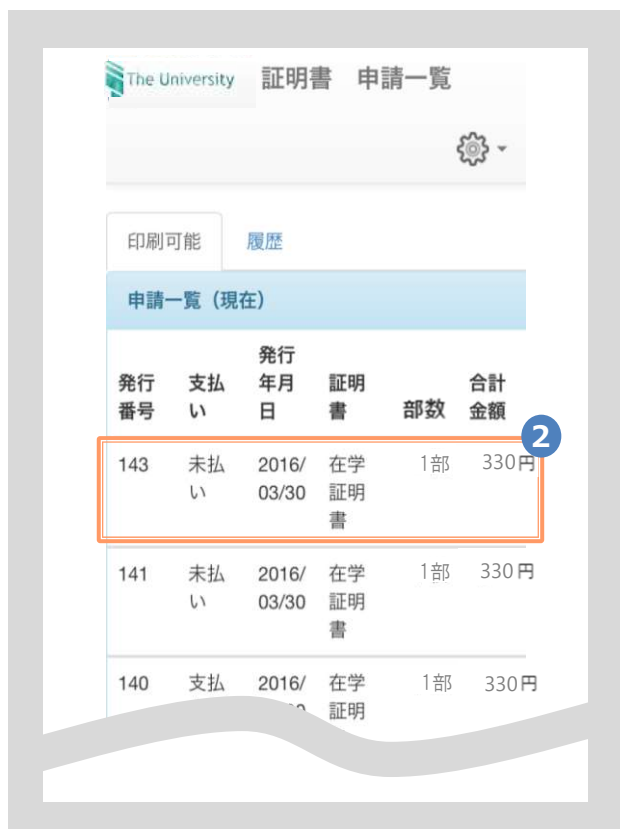 The University 証明書 申請一覧
印刷可能 履歴
申請一覧（現在）
発行番号 支払い 発行年月日 証明書 部数 合計金額
2
143 未払い 2016/03/30 在学証明書 1部 330円
141 未払い 2016/03/30 在学証明書 1部 330円
140 支払 2016/ 在学証明 1部 330円